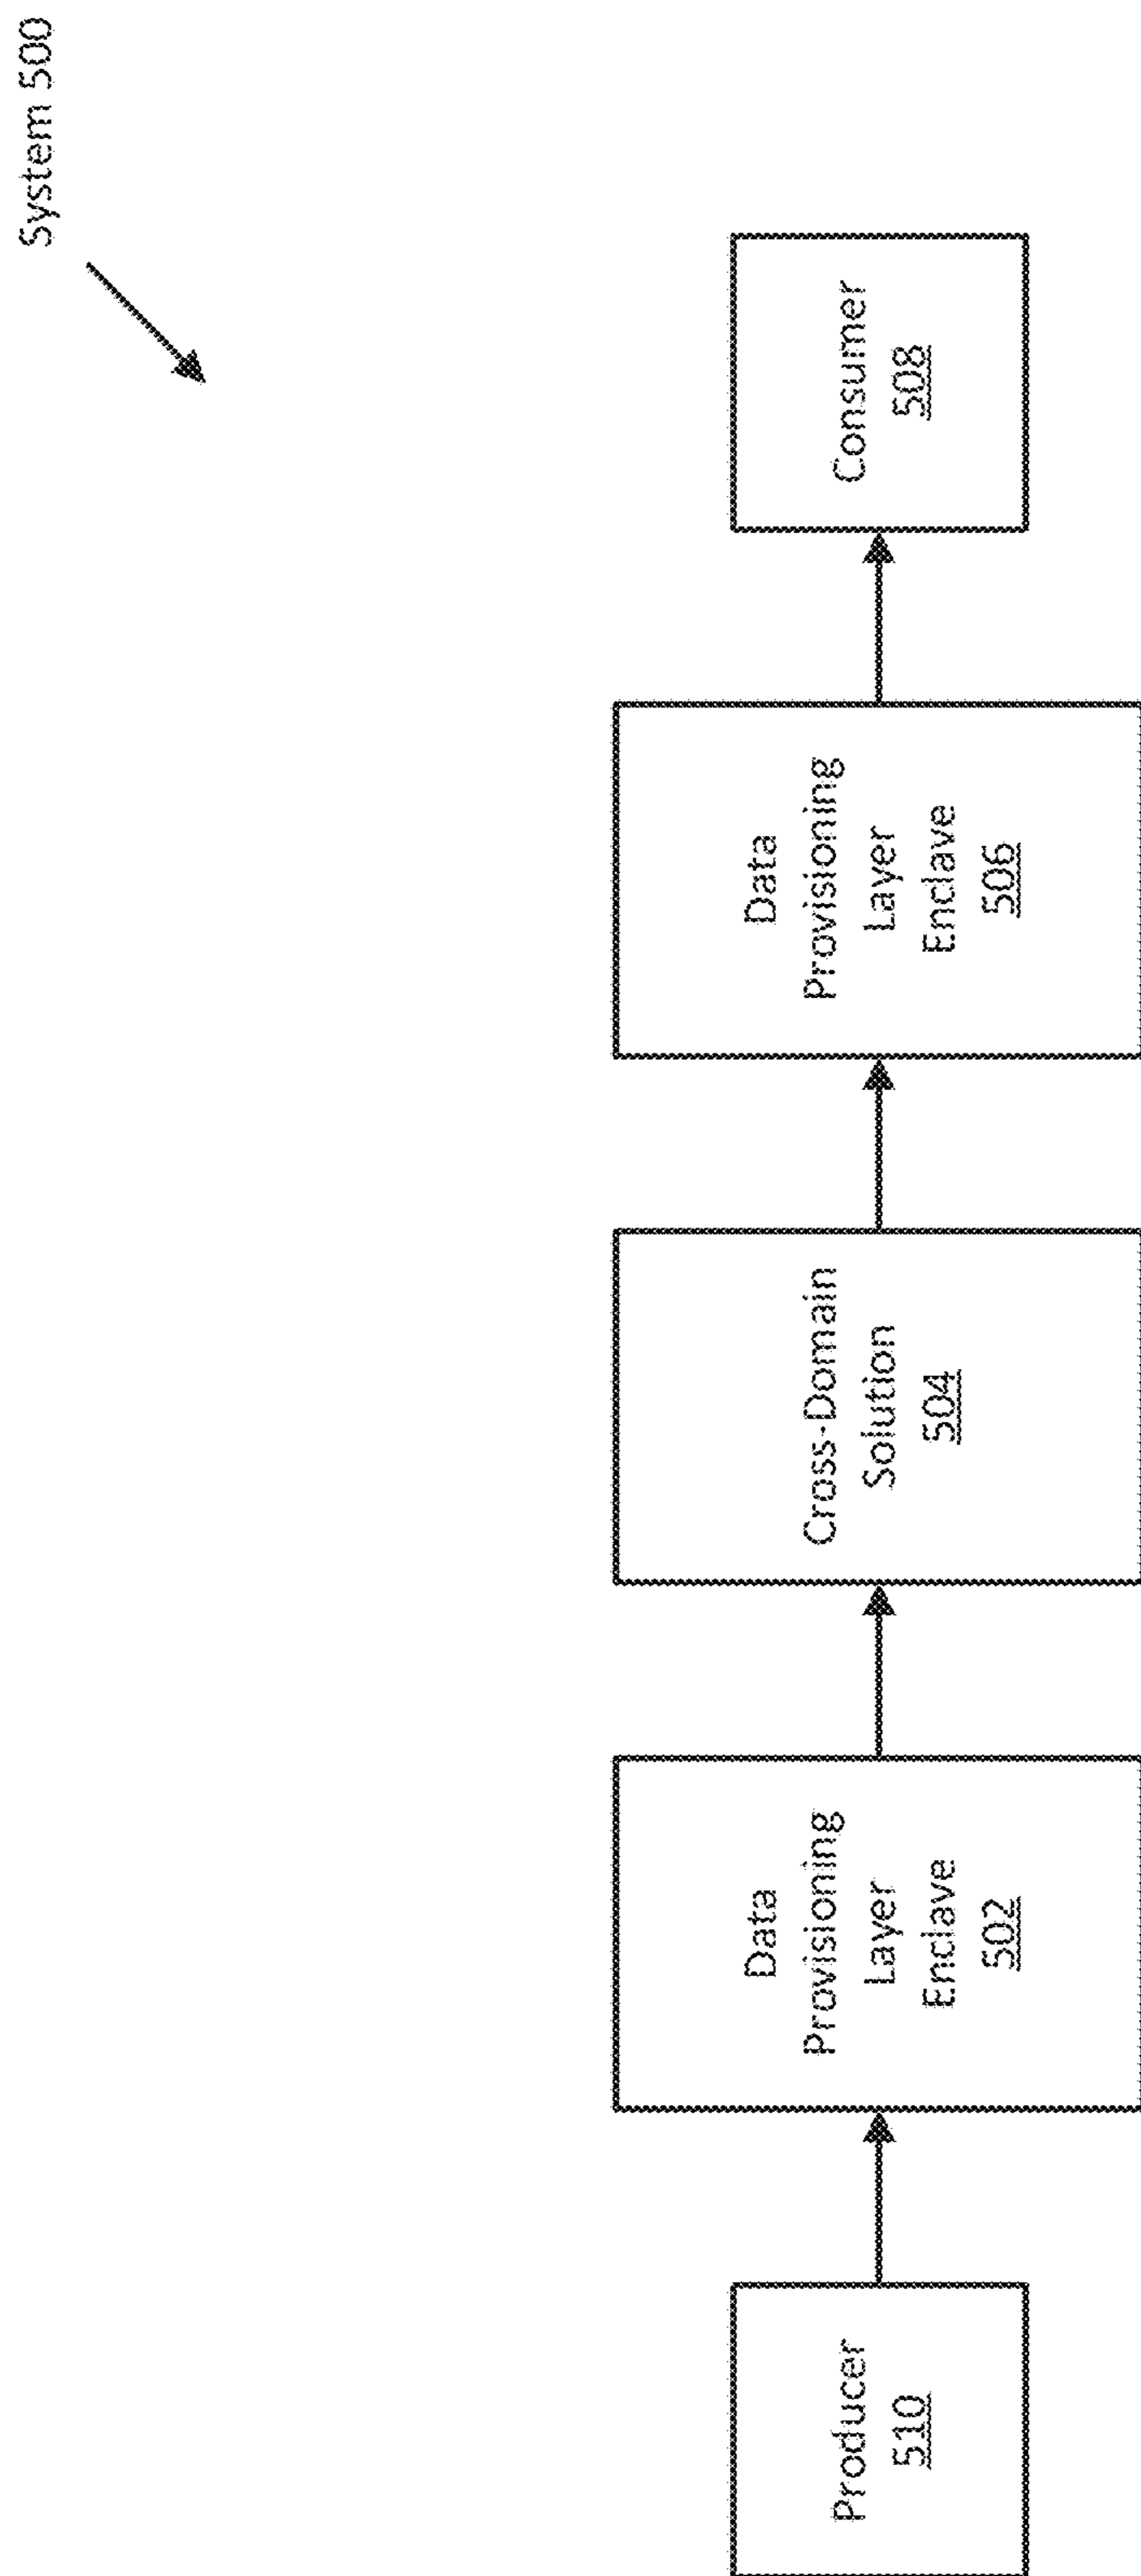 System 500
Producer
510
Data
Provisioning
Layer
Enclave
502
Cross-Domain
Solution
504
Data
Provisioning
Layer
Enclave
506
Consumer
508